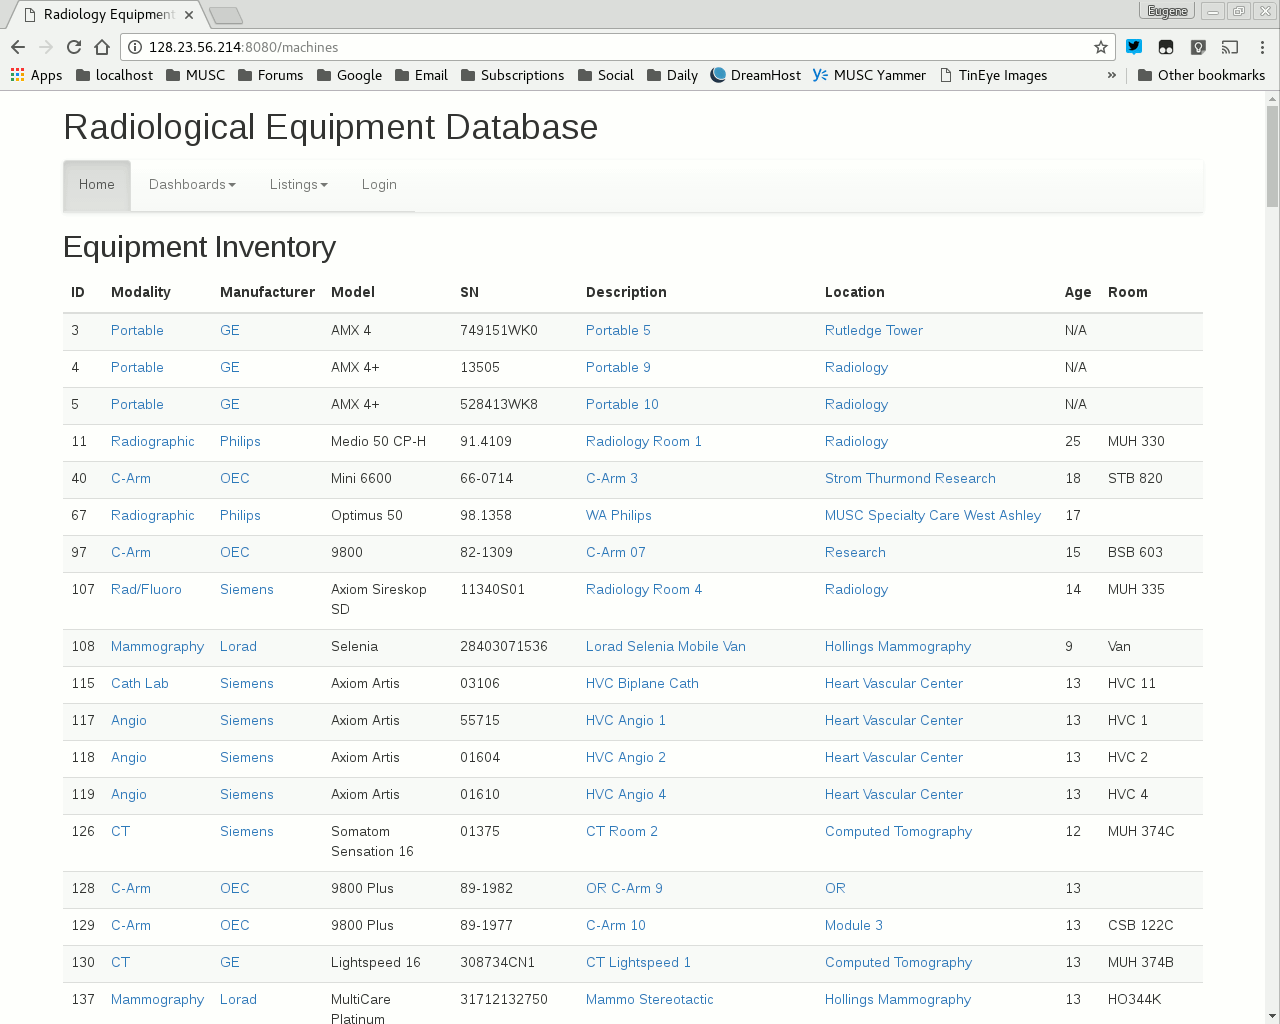 Radiology Equipment
Eugene
128.23.56.214:8080/machines
Apps localhost MUSC Forums Google Email Subscriptions Social Daily DreamHost MUSC Yammer TinEye Images » Other bookmarks
Radiological Equipment Database
Home Dashboards Listings Login
Equipment Inventory
ID Modality Manufacturer Model SN Description Location Age Room
3 Portable GE AMX 4 749151WK0 Portable 5 Rutledge Tower N/A
4 Portable GE AMX 4+ 13505 Portable 9 Radiology N/A
5 Portable GE AMX 4+ 528413WK8 Portable 10 Radiology N/A
11 Radiographic Philips Medio 50 CP-H 91.4109 Radiology Room 1 Radiology 25 MUH 330
40 C-Arm OEC Mini 6600 66-0714 C-Arm 3 Strom Thurmond Research 18 STB 820
67 Radiographic Philips Optimus 50 98.1358 WA Philips MUSC Specialty Care West Ashley 17
97 C-Arm OEC 9800 82-1309 C-Arm 07 Research 15 BSB 603
107 Rad/Fluoro Siemens Axiom Sireskop 11340S01 Radiology Room 4 Radiology 14 MUH 335
SD
108 Mammography Lorad Selenia 28403071536 Lorad Selenia Mobile Van Hollings Mammography 9 Van
115 Cath Lab Siemens Axiom Artis 03106 HVC Biplane Cath Heart Vascular Center 13 HVC 11
117 Angio Siemens Axiom Artis 55715 HVC Angio 1 Heart Vascular Center 13 HVC 1
118 Angio Siemens Axiom Artis 01604 HVC Angio 2 Heart Vascular Center 13 HVC 2
119 Angio Siemens Axiom Artis 01610 HVC Angio 4 Heart Vascular Center 13 HVC 4
126 CT Siemens Somatom 01375 CT Room 2 Computed Tomography 12 MUH 374C
Sensation 16
128 C-Arm OEC 9800 Plus 89-1982 OR C-Arm 9 OR 13
129 C-Arm OEC 9800 Plus 89-1977 C-Arm 10 Module 3 13 CSB 122C
130 CT GE Lightspeed 16 308734CN1 CT Lightspeed 1 Computed Tomography 13 MUH 374B
137 Mammography Lorad MultiCare 31712132750 Mammo Stereotactic Hollings Mammography 13 HO344K
Platinum